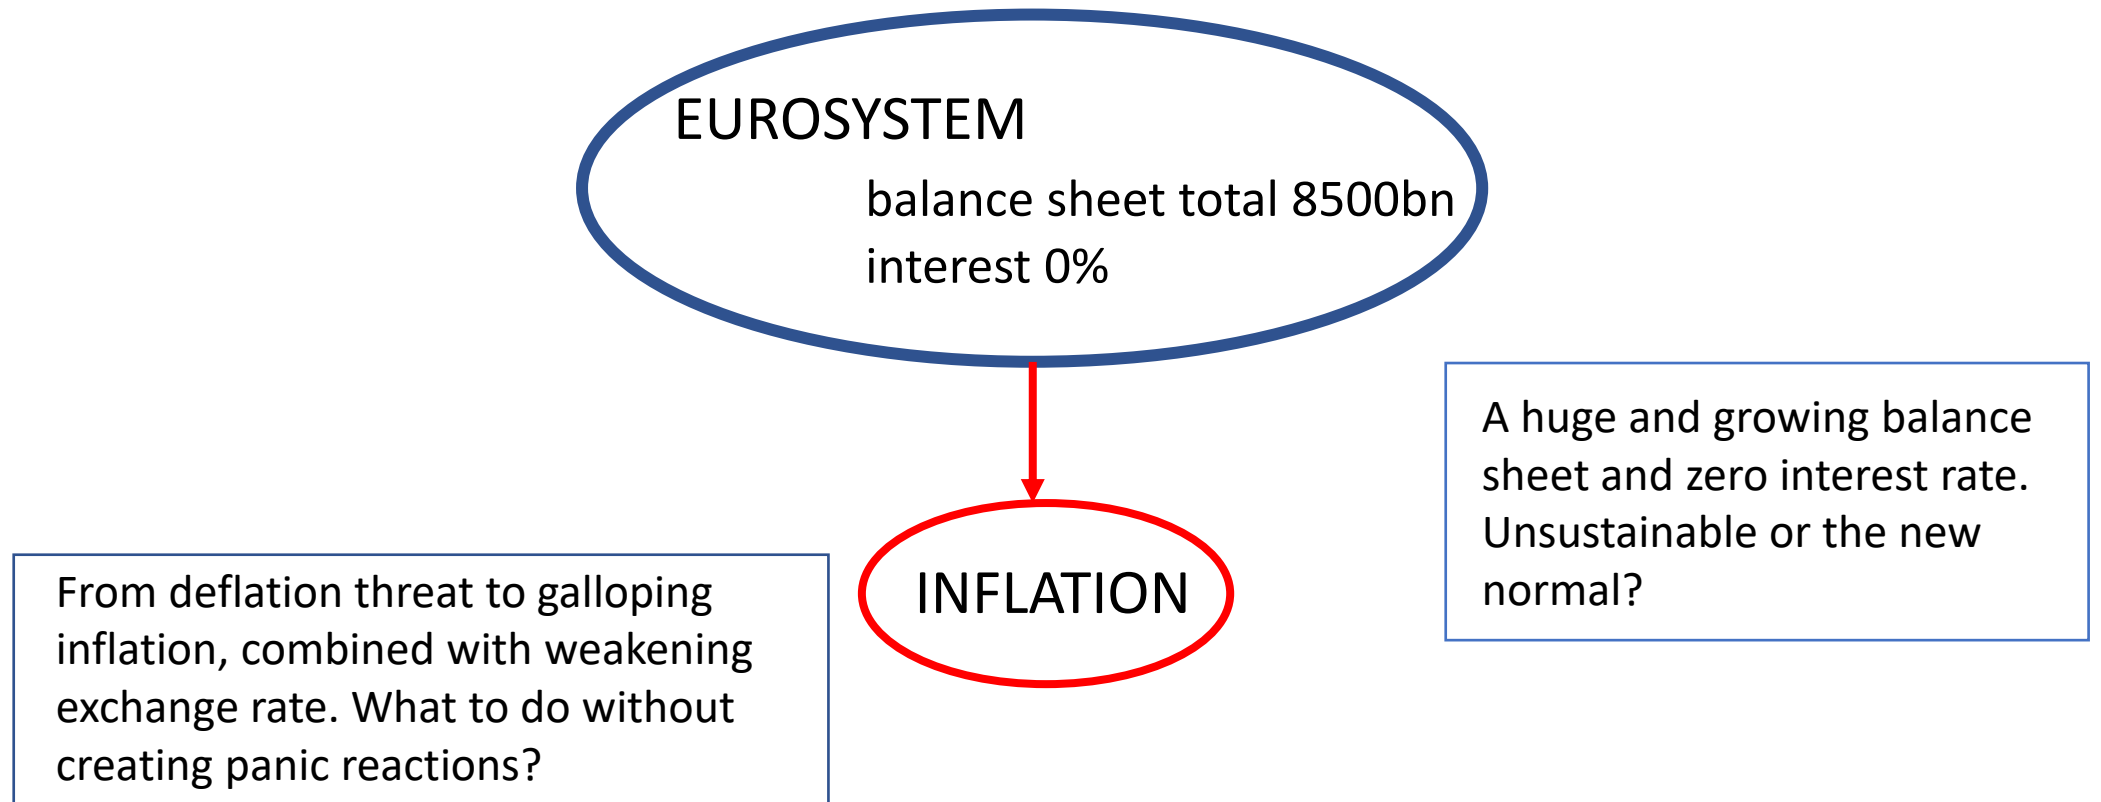 EUROSYSTEM
balance sheet total 8500bn
interest 0%
A huge and growing balance
sheet and zero interest rate.
Unsustainable or the new
normal?
INFLATION
From deflation threat to galloping
inflation, combined with weakening
exchange rate. What to do without
creating panic reactions?